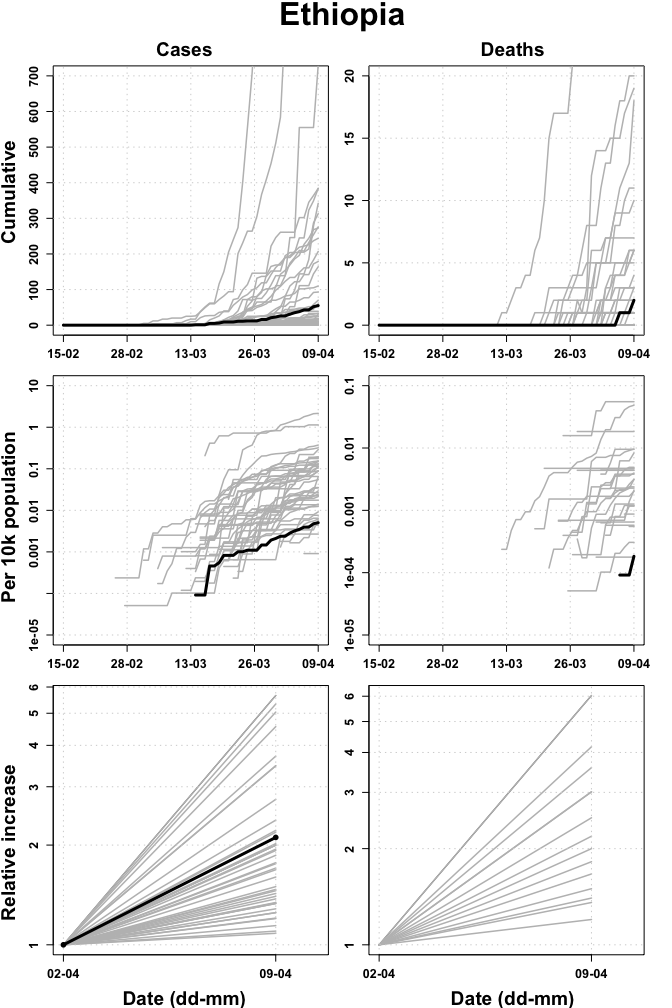 Ethiopia
Cases
Deaths
Cumulative
700
600
500
400
300
200
100
0
15-02 28-02 13-03 26-03 09-04
20
15
10
5
0
15-02 28-02 13-03 26-03 09-04
Per 10k population
10
1
0.1
0.01
0.001
1e-05
15-02 28-02 13-03 26-03 09-04
0.1
0.01
0.001
1e-04
1e-05
15-02 28-02 13-03 26-03 09-04
Relative increase
6
5
4
3
2
1
02-04 09-04
Date (dd-mm)
6
5
4
3
2
1
02-04 09-04
Date (dd-mm)